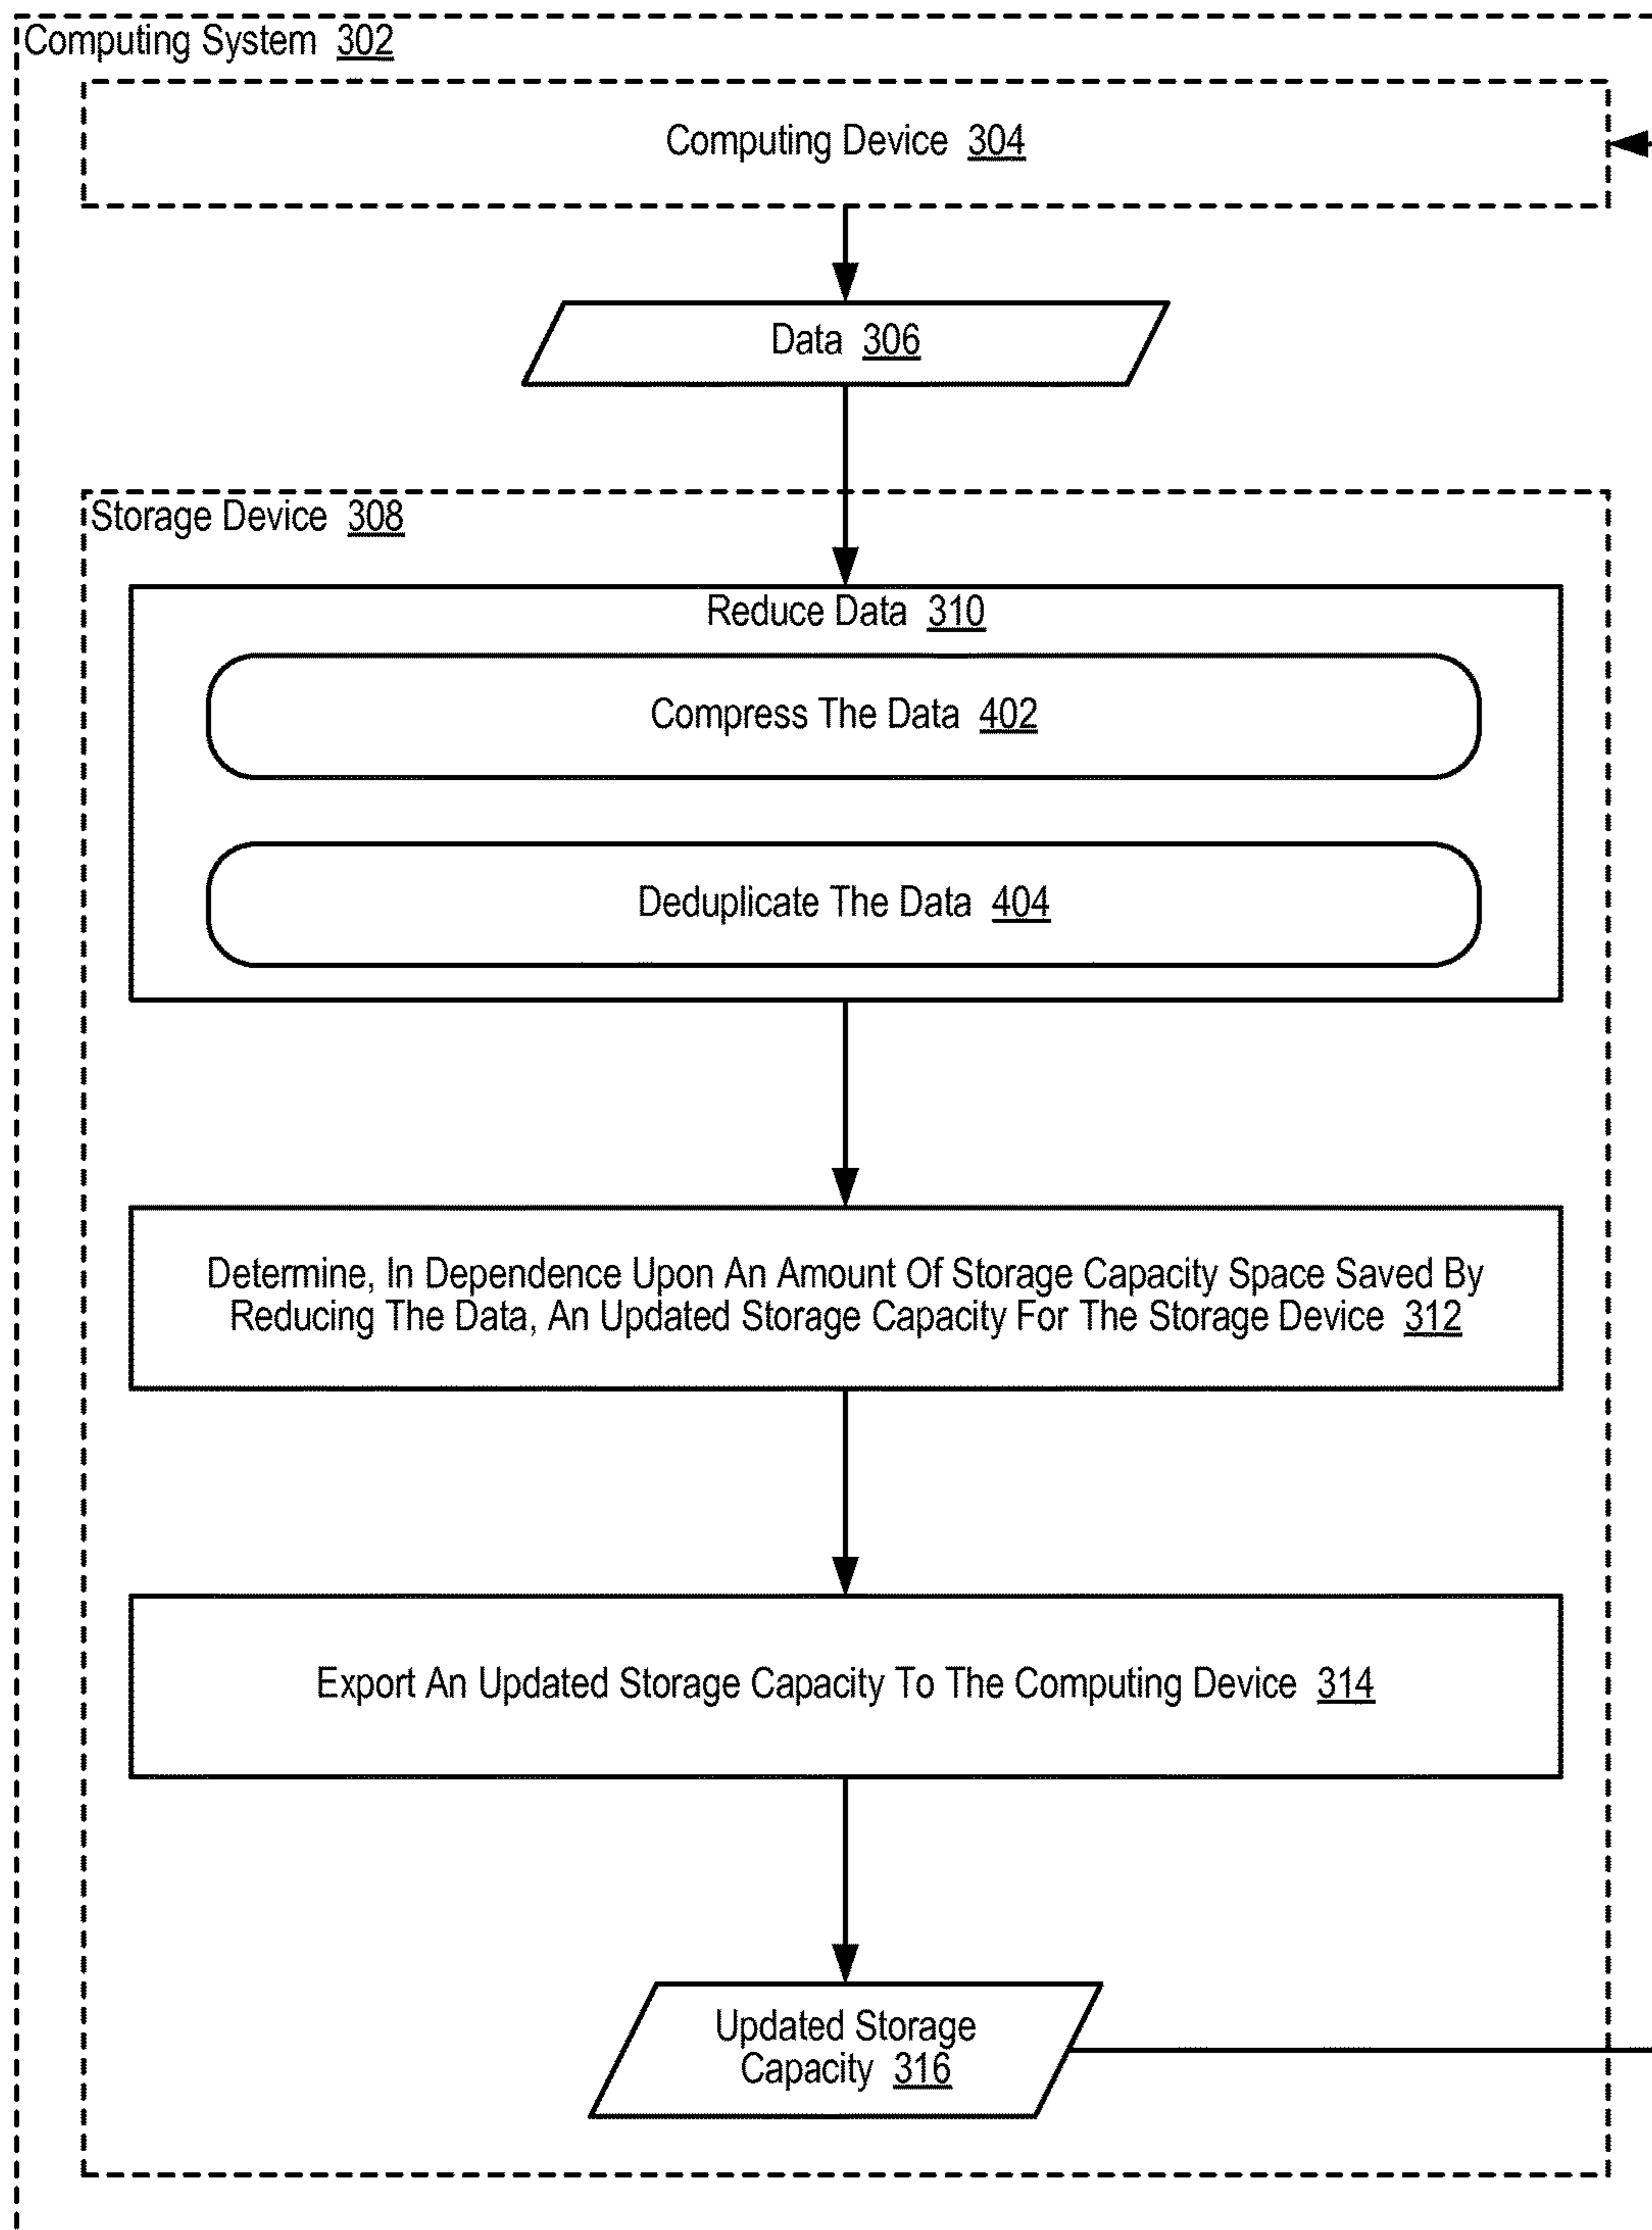 Computing System 302
Computing Device 304
Data 306
Storage Device 308
Reduce Data 310
Compress The Data 402
Deduplicate The Data 404
Determine, In Dependence Upon An Amount Of Storage Capacity Space Saved By
Reducing The Data, An Updated Storage Capacity For The Storage Device 312
Export An Updated Storage Capacity To The Computing Device 314
Updated Storage
Capacity 316